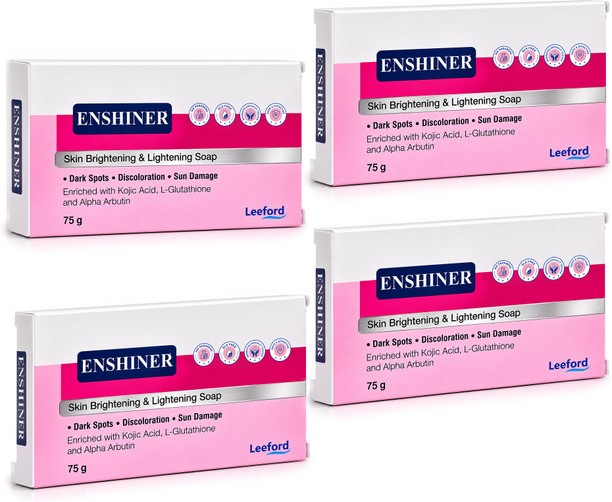 ENSHINER
ENSHINER
Skin Brightening & Lightening Soap
• Dark Spots • Discoloration • Sun Damage
Enriched with Kojic Acid, L-Glutathione
and Alpha Arbutin
75 g
Leeford
ENSHINER
ENSHINER
Skin Brightening & Lightening Soap
• Dark Spots • Discoloration • Sun Damage
Enriched with Kojic Acid, L-Glutathione
and Alpha Arbutin
75 g
Leeford
ENSHINER
ENSHINER
Skin Brightening & Lightening Soap
• Dark Spots • Discoloration • Sun Damage
Enriched with Kojic Acid, L-Glutathione
and Alpha Arbutin
75 g
Leeford
ENSHINER
ENSHINER
Skin Brightening & Lightening Soap
• Dark Spots • Discoloration • Sun Damage
Enriched with Kojic Acid, L-Glutathione
and Alpha Arbutin
75 g
Leeford